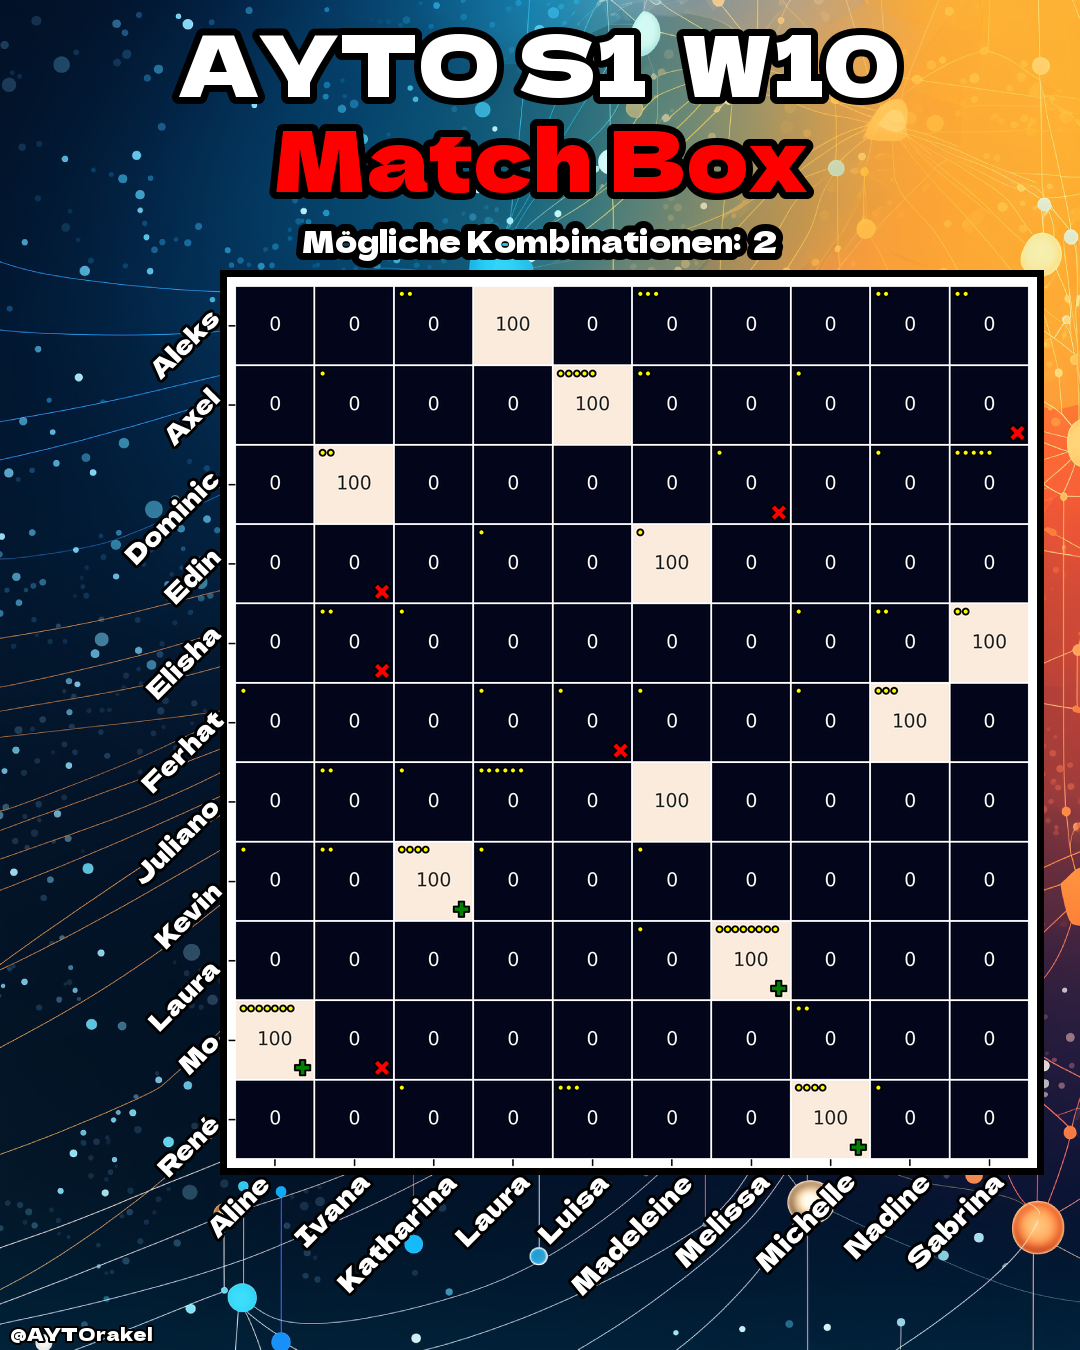 AYTO S1 W10
MatchBox
Mögliche Kombinationen: 2
Aleks 0 0 0 100 0 0 0 0 0 0
Axel 0 0 0 0 100 0 0 0 0 0
Dominic 0 100 0 0 0 0 0 0 0 0
Edin 0 0 0 0 0 100 0 0 0 0
Elisha 0 0 0 0 0 0 0 0 0 100
Ferhat 0 0 0 0 0 0 0 0 100 0
Juliano 0 0 0 0 0 100 0 0 0 0
Kevin 0 0 100 0 0 0 0 0 0 0
Laura 0 0 0 0 0 0 100 0 0 0
Mo 100 0 0 0 0 0 0 0 0 0
René 0 0 0 0 0 0 0 100 0 0
Aline Ivana Katharina Laura Luisa Madeleine Melissa Michelle Nadine Sabrina
@AYTOrakel